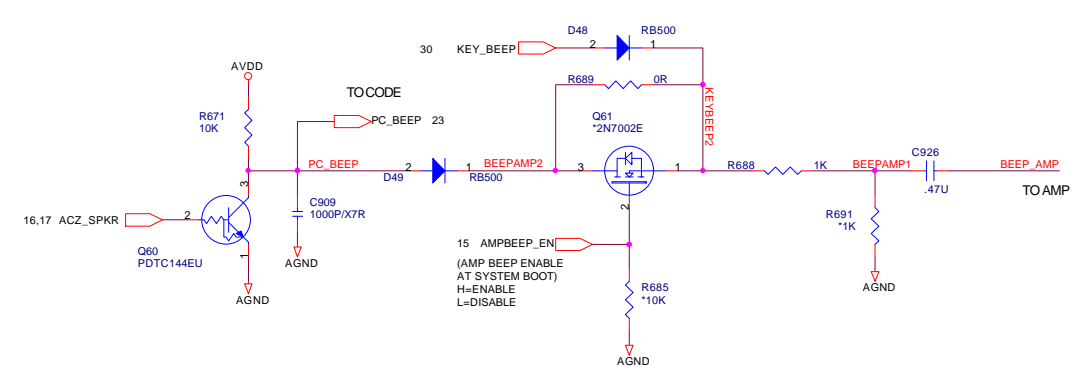 D48 RB500
30 KEY_BEEP 2 1
AVDD
R689 0R
TO CODE
R671
10K
Q61
*2N7002E
KEYBEEP2
PC_BEEP 23
C926
PC_BEEP 2 1 BEEPAMP2 3 1 R688 1K BEEPAMP1 BEEP_AMP
D49 RB500 .47U
TO AMP
3
C909
1000P/X7R
2
R691
*1K
16,17 ACZ_SPKR 2
15 AMPBEEP_EN
Q60
PDTC144EU
1
AGND
(AMP BEEP ENABLE
AT SYSTEM BOOT)
H=ENABLE
L=DISABLE
R685
*10K
AGND
AGND
AGND